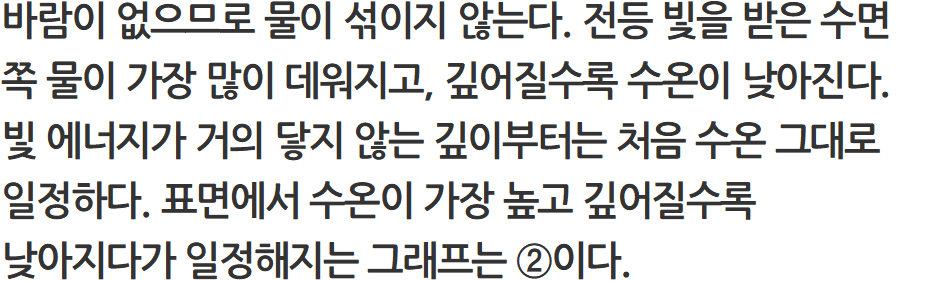 바람이 없으므로 물이 섞이지 않는다. 전등 빛을 받은 수면
쪽 물이 가장 많이 데워지고, 깊어질수록 수온이 낮아진다.
빛 에너지가 거의 닿지 않는 깊이부터는 처음 수온 그대로
일정하다. 표면에서 수온이 가장 높고 깊어질수록
낮아지다가 일정해지는 그래프는 ②이다.